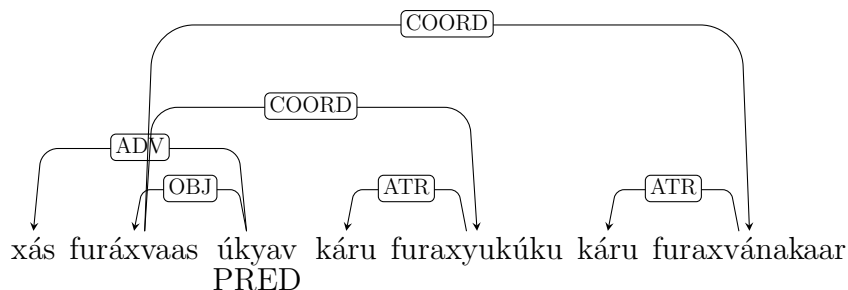 COORD
COORD
ADV
OBJ ATR ATR
xás furáxvaas úkyav káru furaxyukúku káru furaxvánakaar
PRED